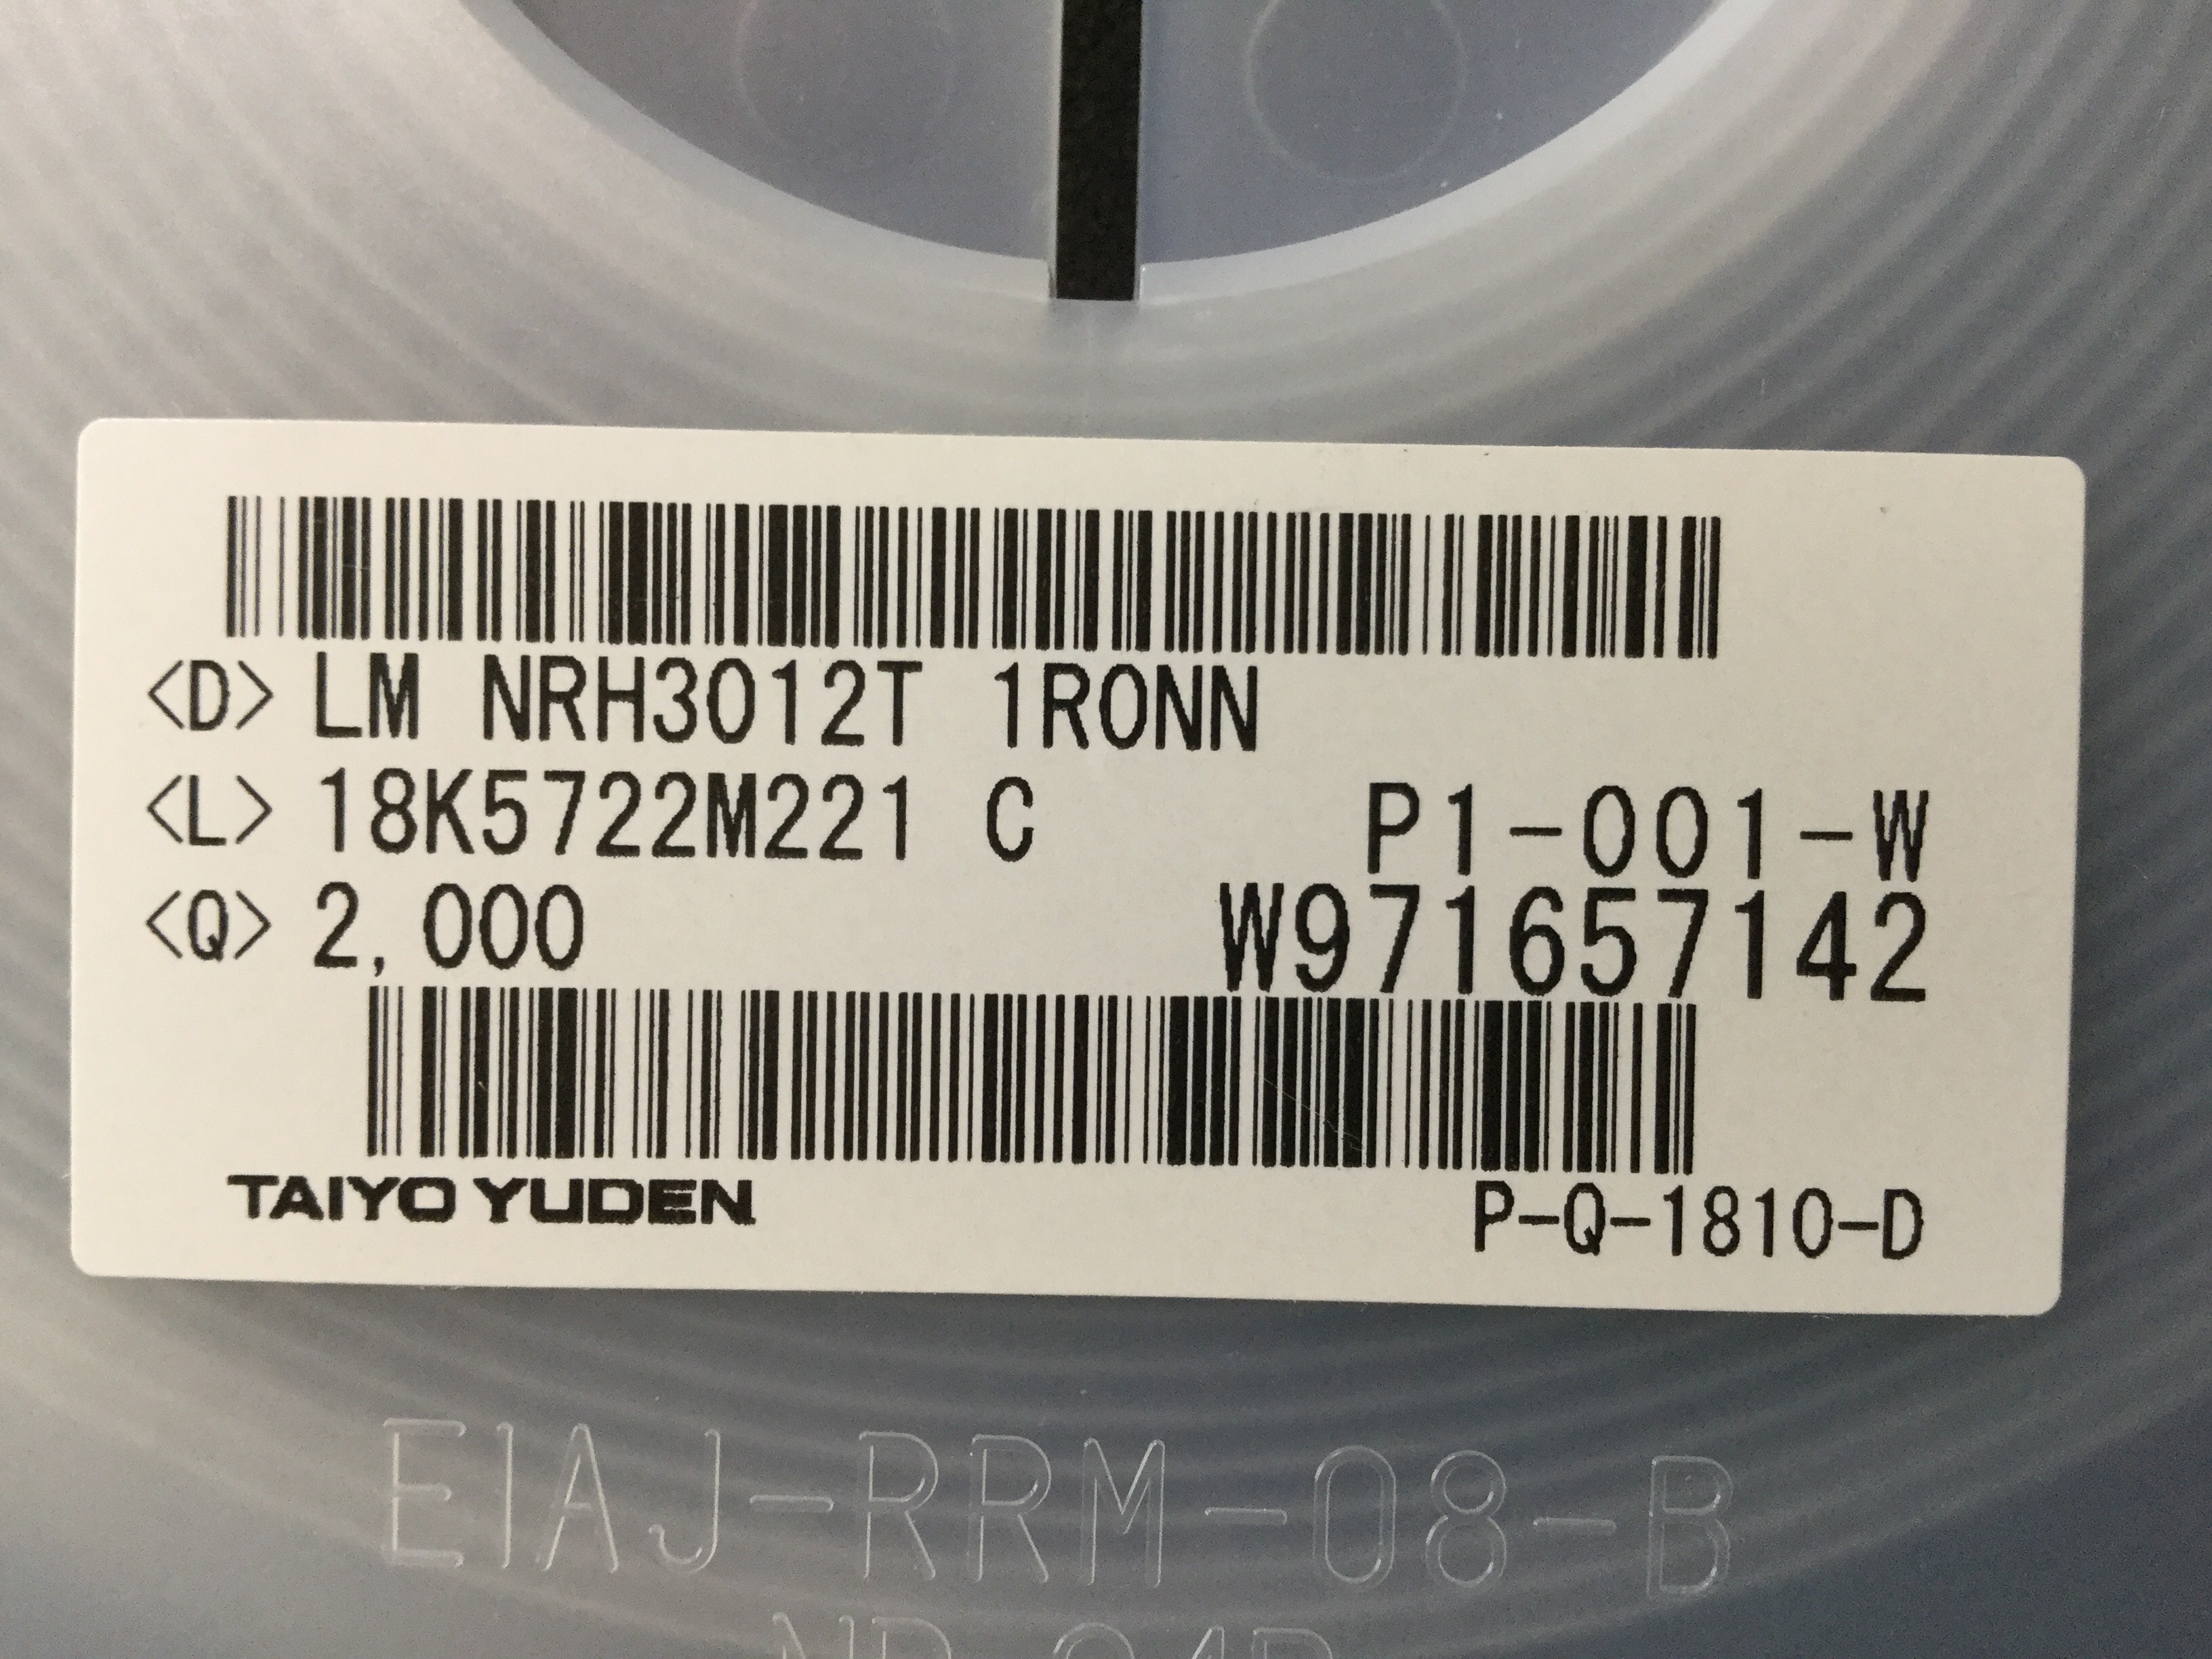 <D> LM NRH3012T 1R0NN
<L> 18K5722M221 C P1-001-W
<Q> 2,000 W971657142
TAIYO YUDEN P-Q-1810-D
EIAJ-RRM-08-B